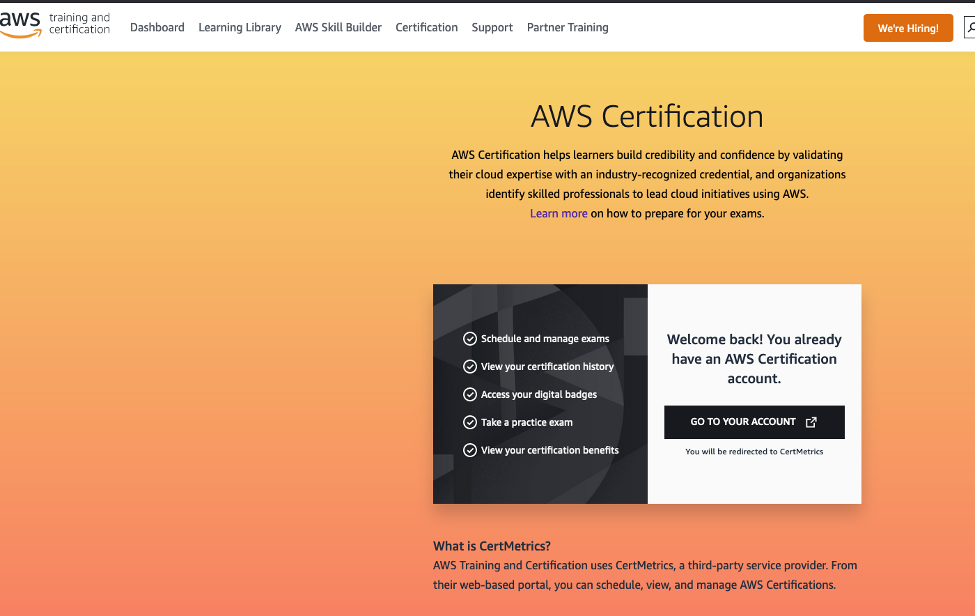 aws training and
certification
Dashboard
Learning Library
AWS Skill Builder
Certification
Support
Partner Training
We're Hiring!
AWS Certification
AWS Certification helps learners build credibility and confidence by validating
their cloud expertise with an industry-recognized credential, and organizations
identify skilled professionals to lead cloud initiatives using AWS.
Learn more on how to prepare for your exams.
Schedule and manage exams
View your certification history
Access your digital badges
Take a practice exam
View your certification benefits
Welcome back! You already
have an AWS Certification
account.
GO TO YOUR ACCOUNT
You will be redirected to CertMetrics
What is CertMetrics?
AWS Training and Certification uses CertMetrics, a third-party service provider. From
their web-based portal, you can schedule, view, and manage AWS Certifications.